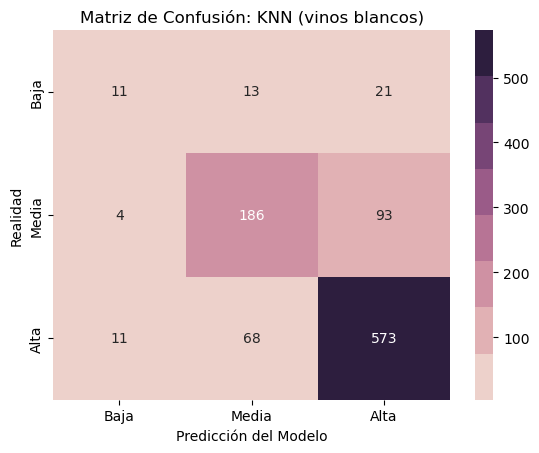 Matriz de Confusión: KNN (vinos blancos)
Baja
11
13
21
500
400
Realidad
Media
4
186
93
300
200
Alta
11
68
573
100
Baja
Media
Alta
Predicción del Modelo